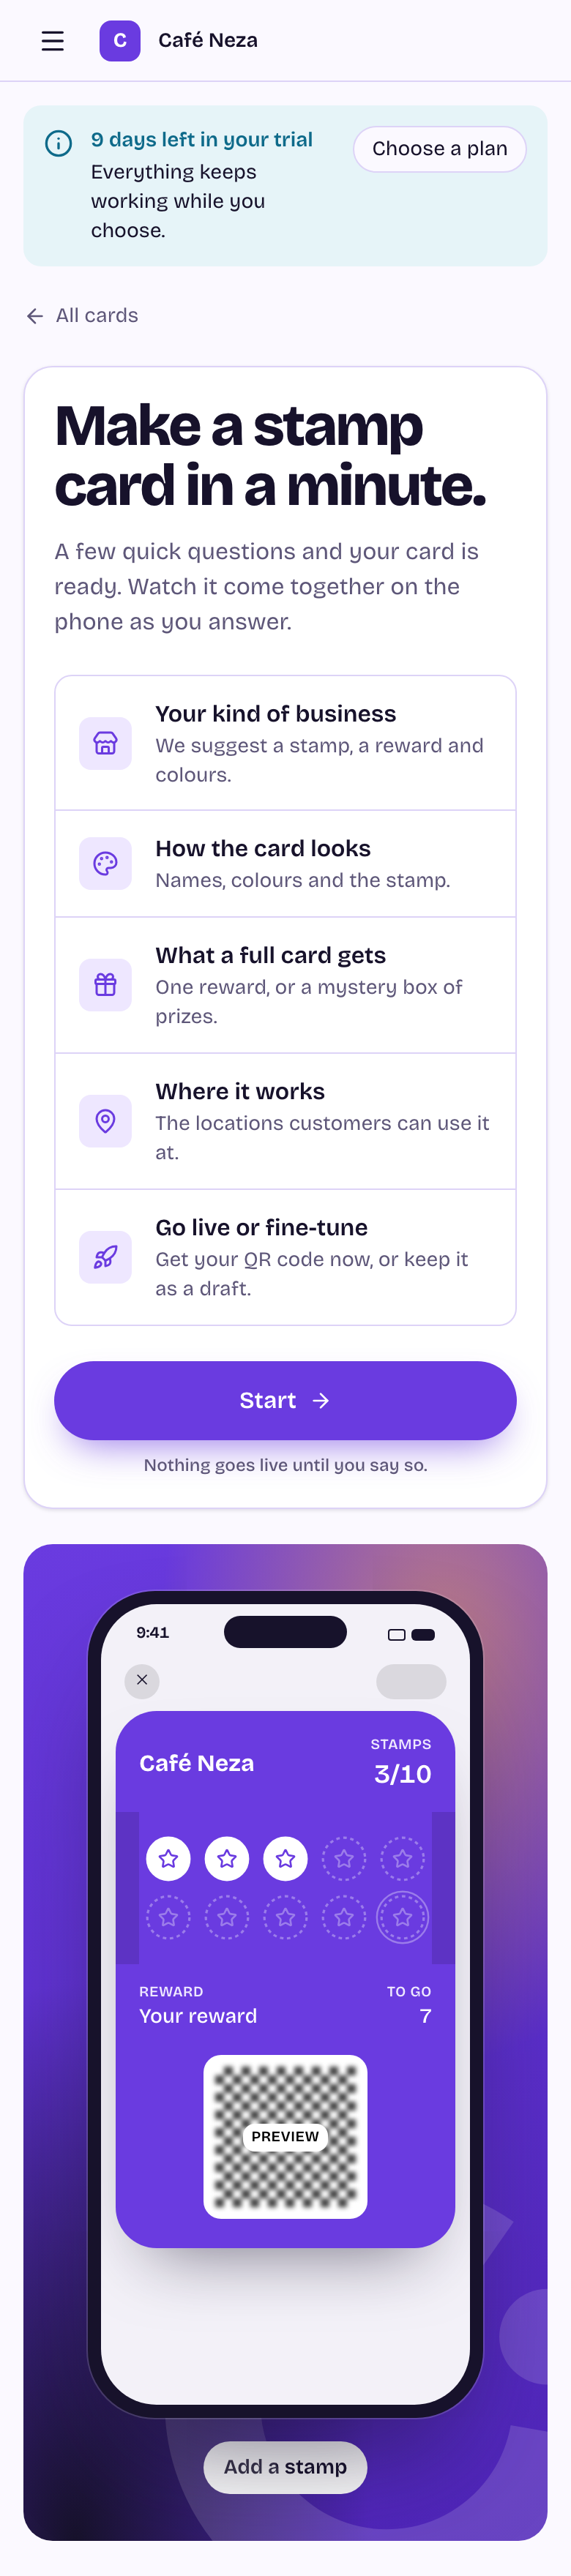 C
Café Neza
9 days left in your trial
Everything keeps
working while you
choose.
Choose a plan
All cards
Make a stamp
card in a minute.
A few quick questions and your card is
ready. Watch it come together on the
phone as you answer.
Your kind of business
We suggest a stamp, a reward and
colours.
How the card looks
Names, colours and the stamp.
What a full card gets
One reward, or a mystery box of
prizes.
Where it works
The locations customers can use it
at.
Go live or fine-tune
Get your QR code now, or keep it
as a draft.
Start
Nothing goes live until you say so.
9:41
Café Neza
STAMPS
3/10
REWARD
Your reward
TO GO
7
PREVIEW
Add a stamp